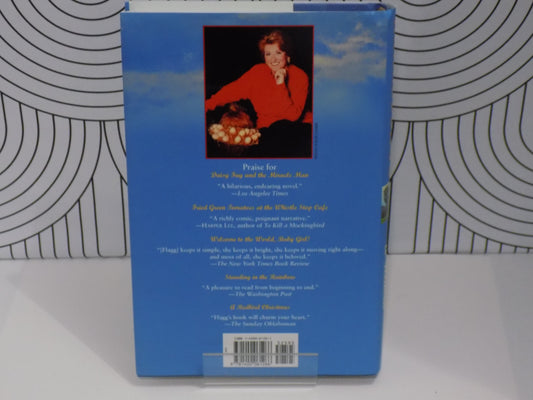 Praise for
Daisy Fay and the Miracle Man
"A hilarious, endearing novel."
—Los Angeles Times
Fried Green Tomatoes at the Whistle Stop Cafe
"A richly comic, poignant narrative."
—HARPER LEE, author of To Kill a Mockingbird
Welcome to the World, Baby Girl!
"[Flagg] keeps it simple, she keeps it bright, she keeps it moving right along—
and most of all, she keeps it beloved."
—The New York Times Book Review
Standing in the Rainbow
"A pleasure to read from beginning to end."
—The Washington Post
A Redbird Christmas
"Flagg's book will charm your heart."
—The Sunday Oklahoman